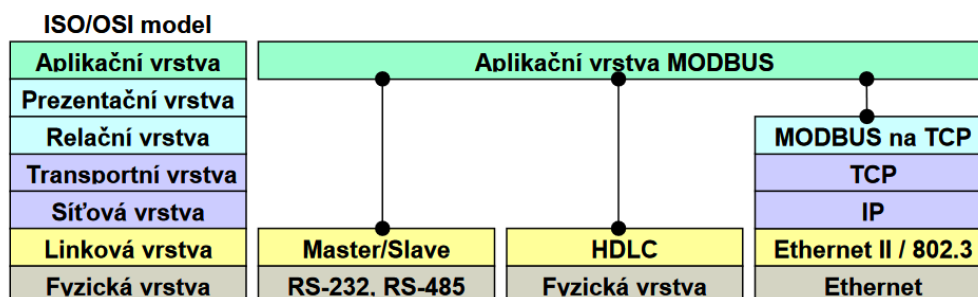 ISO/OSI model
Aplikační vrstva
Aplikační vrstva MODBUS
Prezentační vrstva
Relační vrstva
MODBUS na TCP
Transportní vrstva
TCP
Síťová vrstva
IP
Linková vrstva
Master/Slave
HDLC
Ethernet II / 802.3
Fyzická vrstva
RS-232, RS-485
Fyzická vrstva
Ethernet